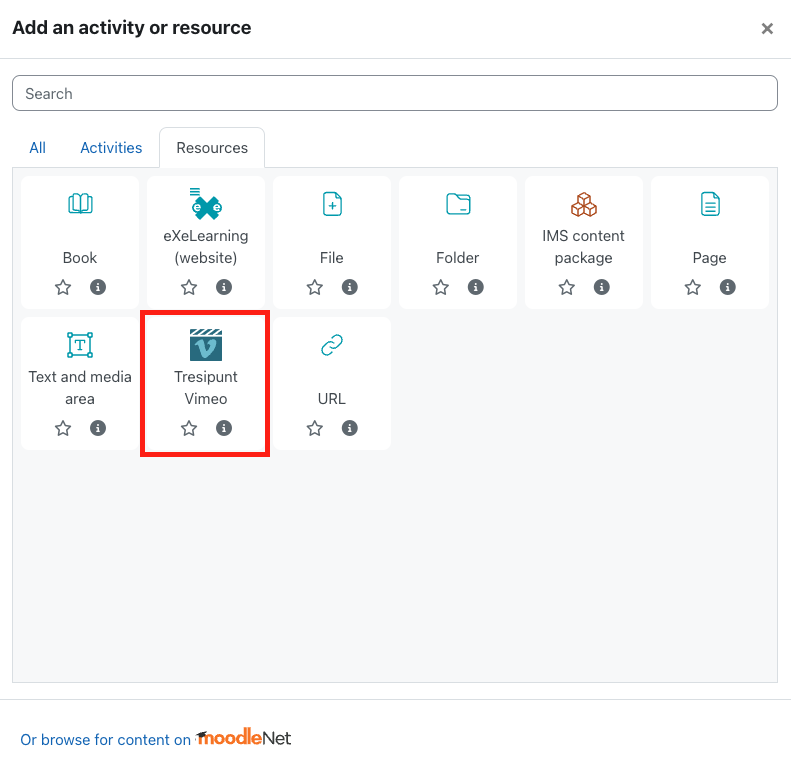 Add an activity or resource
×
Search
All Activities Resources
Book
eXeLearning
(website)
File
Folder
IMS content
package
Page
Text and media
area
Tresipunt
Vimeo
URL
Or browse for content on moodleNet